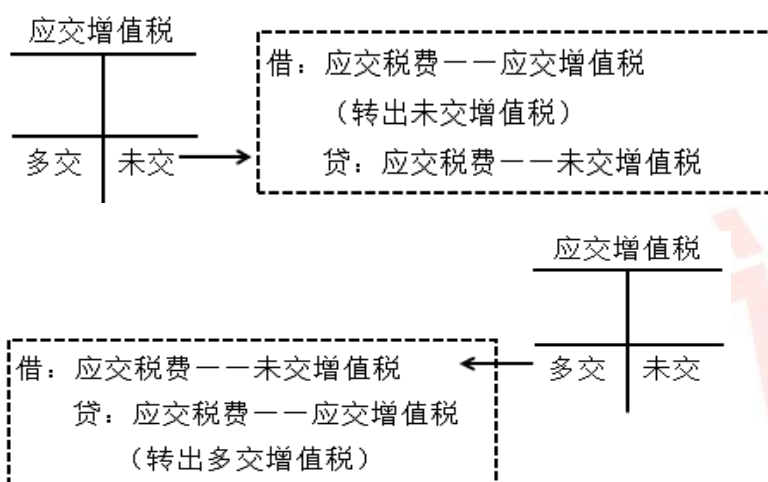 应交增值税
多交 未交
借：应交税费——应交增值税
（转出未交增值税）
贷：应交税费——未交增值税
应交增值税
多交 未交
借：应交税费——未交增值税
贷：应交税费——应交增值税
（转出多交增值税）